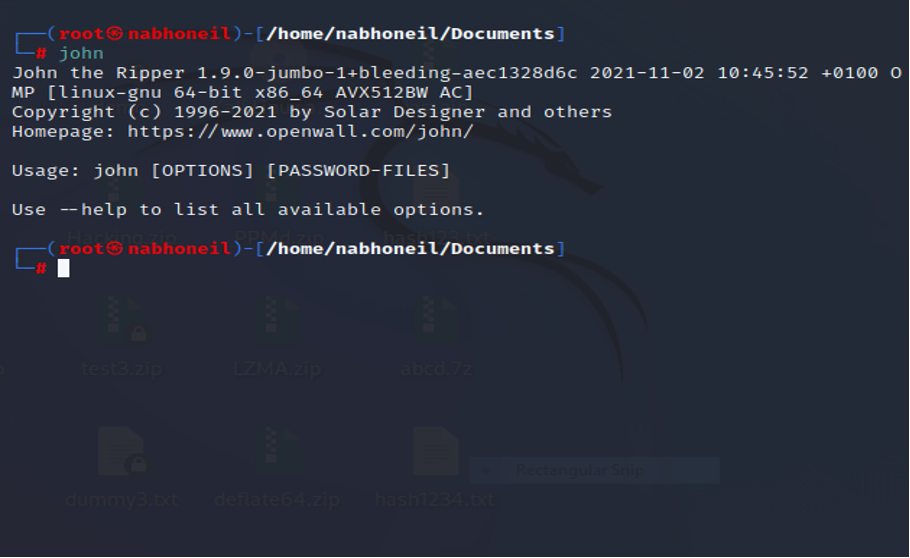 ┌──(root㉿nabhoneil)-[/home/nabhoneil/Documents]
└─# john
John the Ripper 1.9.0-jumbo-1+bleeding-aec1328d6c 2021-11-02 10:45:52 +0100 O
MP [linux-gnu 64-bit x86_64 AVX512BW AC]
Copyright (c) 1996-2021 by Solar Designer and others
Homepage: https://www.openwall.com/john/
Usage: john [OPTIONS] [PASSWORD-FILES]
Use --help to list all available options.
Hacking.zip PPMd.zip hash123.txt
┌──(root㉿nabhoneil)-[/home/nabhoneil/Documents]
└─#
test3.zip LZMA.zip abcd.7z
Rectangular Snip
dummy3.txt deflate64.zip hash1234.txt